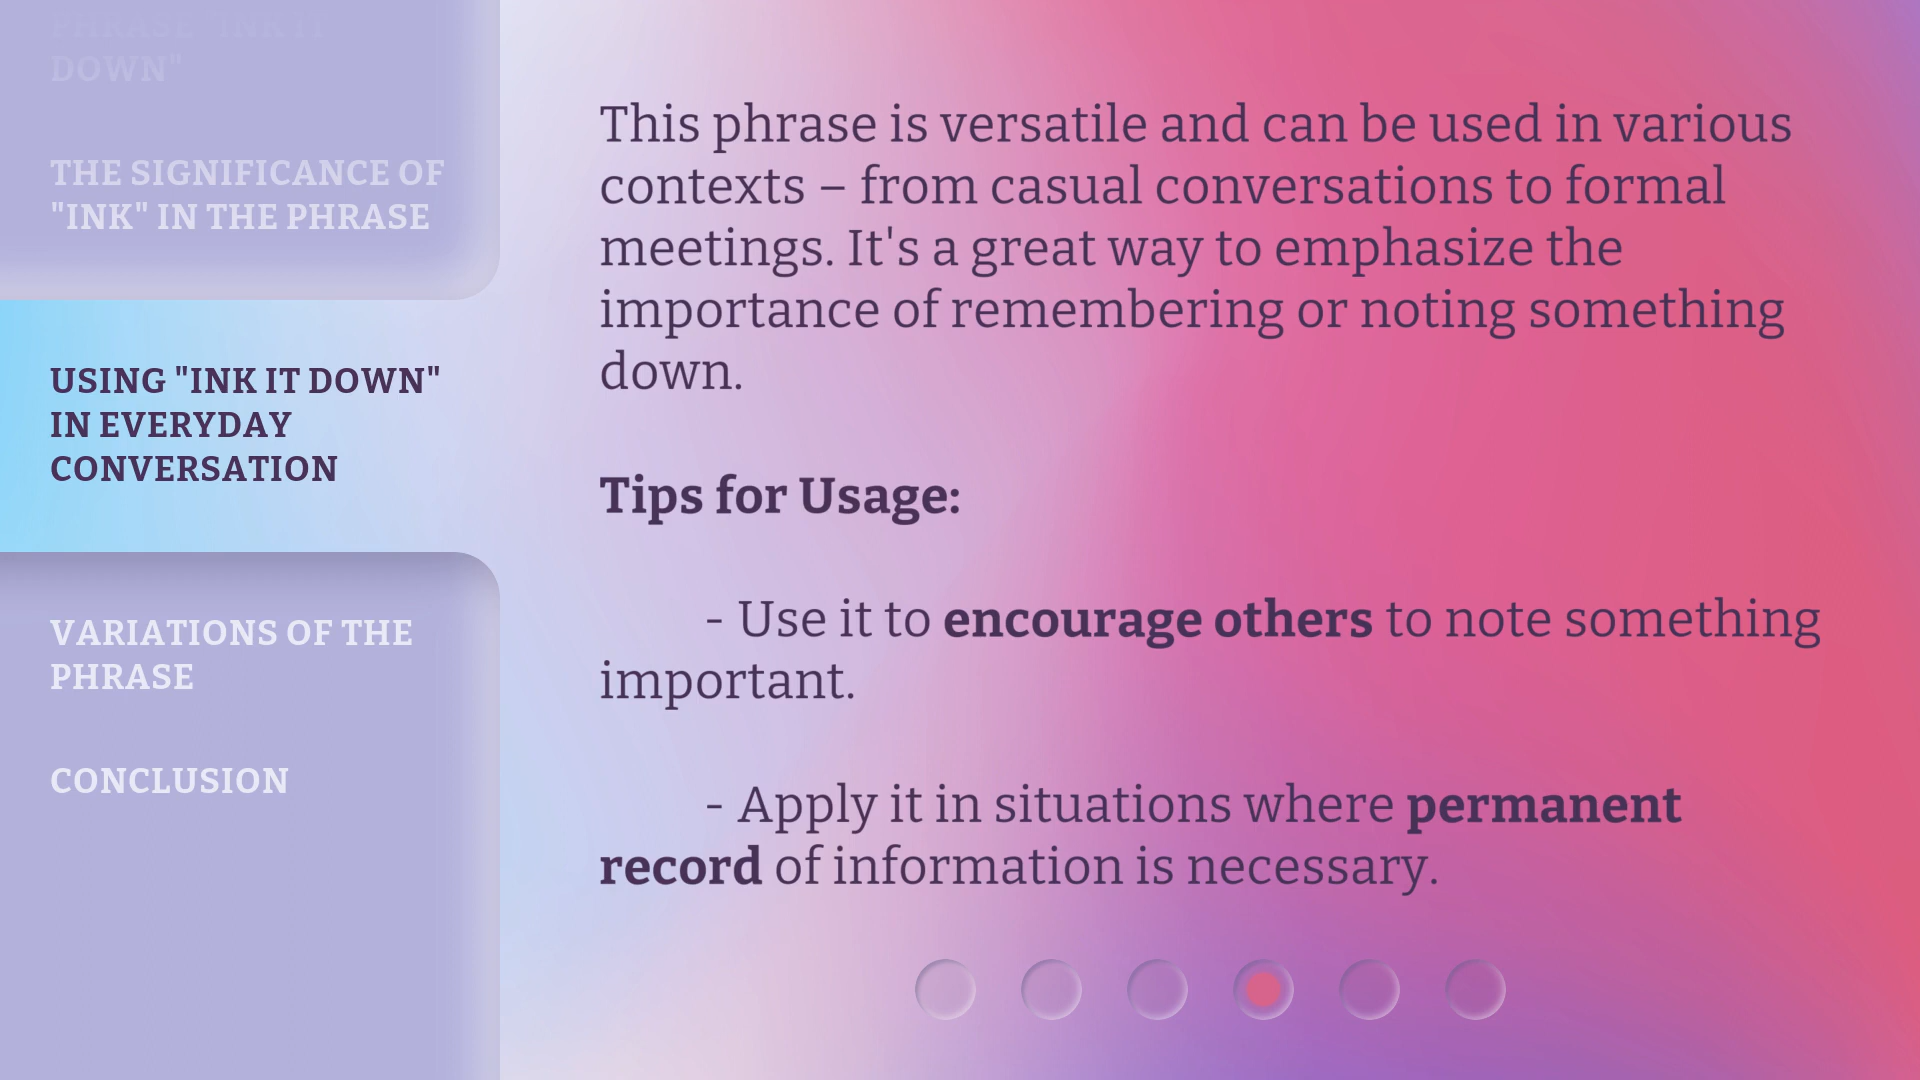 PHRASE "INK IT
DOWN"
THE SIGNIFICANCE OF
"INK" IN THE PHRASE
USING "INK IT DOWN"
IN EVERYDAY
CONVERSATION
VARIATIONS OF THE
PHRASE
CONCLUSION
This phrase is versatile and can be used in various
contexts – from casual conversations to formal
meetings. It's a great way to emphasize the
importance of remembering or noting something
down.
Tips for Usage:
- Use it to encourage others to note something
important.
- Apply it in situations where permanent
record of information is necessary.